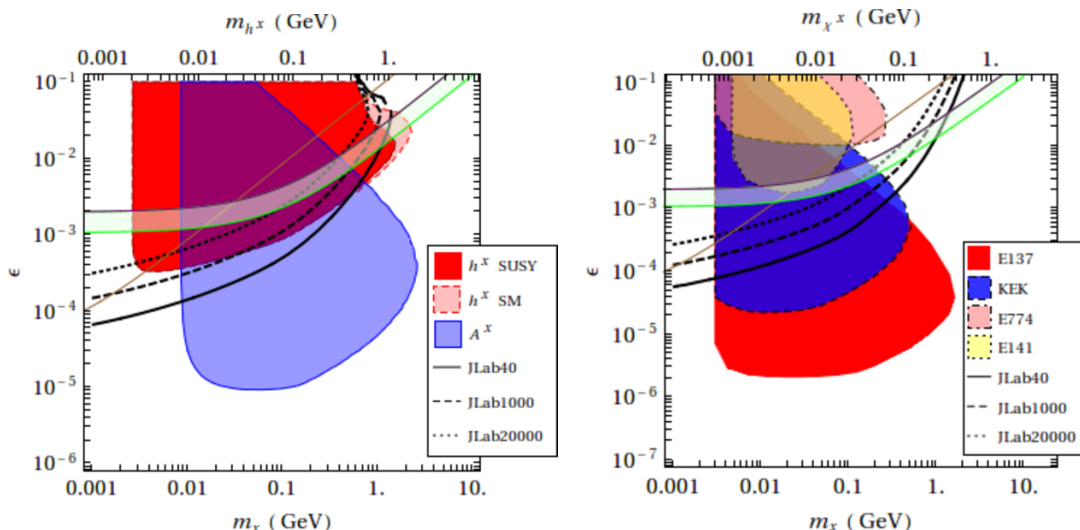 m_{h^x} (GeV)
0.001 0.01 0.1 1.
10^{-1}
10^{-2}
10^{-3}
10^{-4}
10^{-5}
10^{-6}
ϵ
h^x SUSY
h^x SM
A^x
JLab40
JLab1000
JLab20000
0.001 0.01 0.1 1. 10.
m_x (GeV)
m_{χ^x} (GeV)
0.001 0.01 0.1 1.
10^{-1}
10^{-2}
10^{-3}
10^{-4}
10^{-5}
10^{-6}
10^{-7}
ϵ
E137
KEK
E774
E141
JLab40
JLab1000
JLab20000
0.001 0.01 0.1 1. 10.
m_x (GeV)